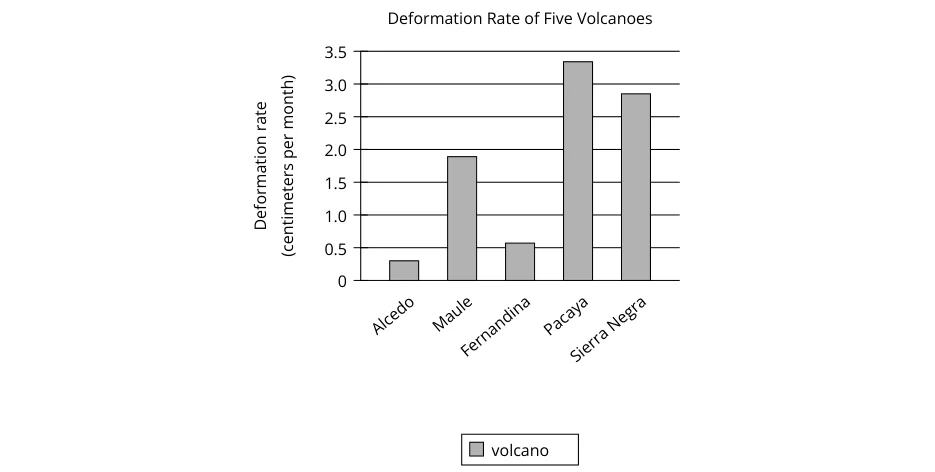 Deformation Rate of Five Volcanoes
Deformation rate
(centimeters per month)
3.5
3.0
2.5
2.0
1.5
1.0
0.5
0
Alcedo
Maule
Fernandina
Pacaya
Sierra Negra
volcano